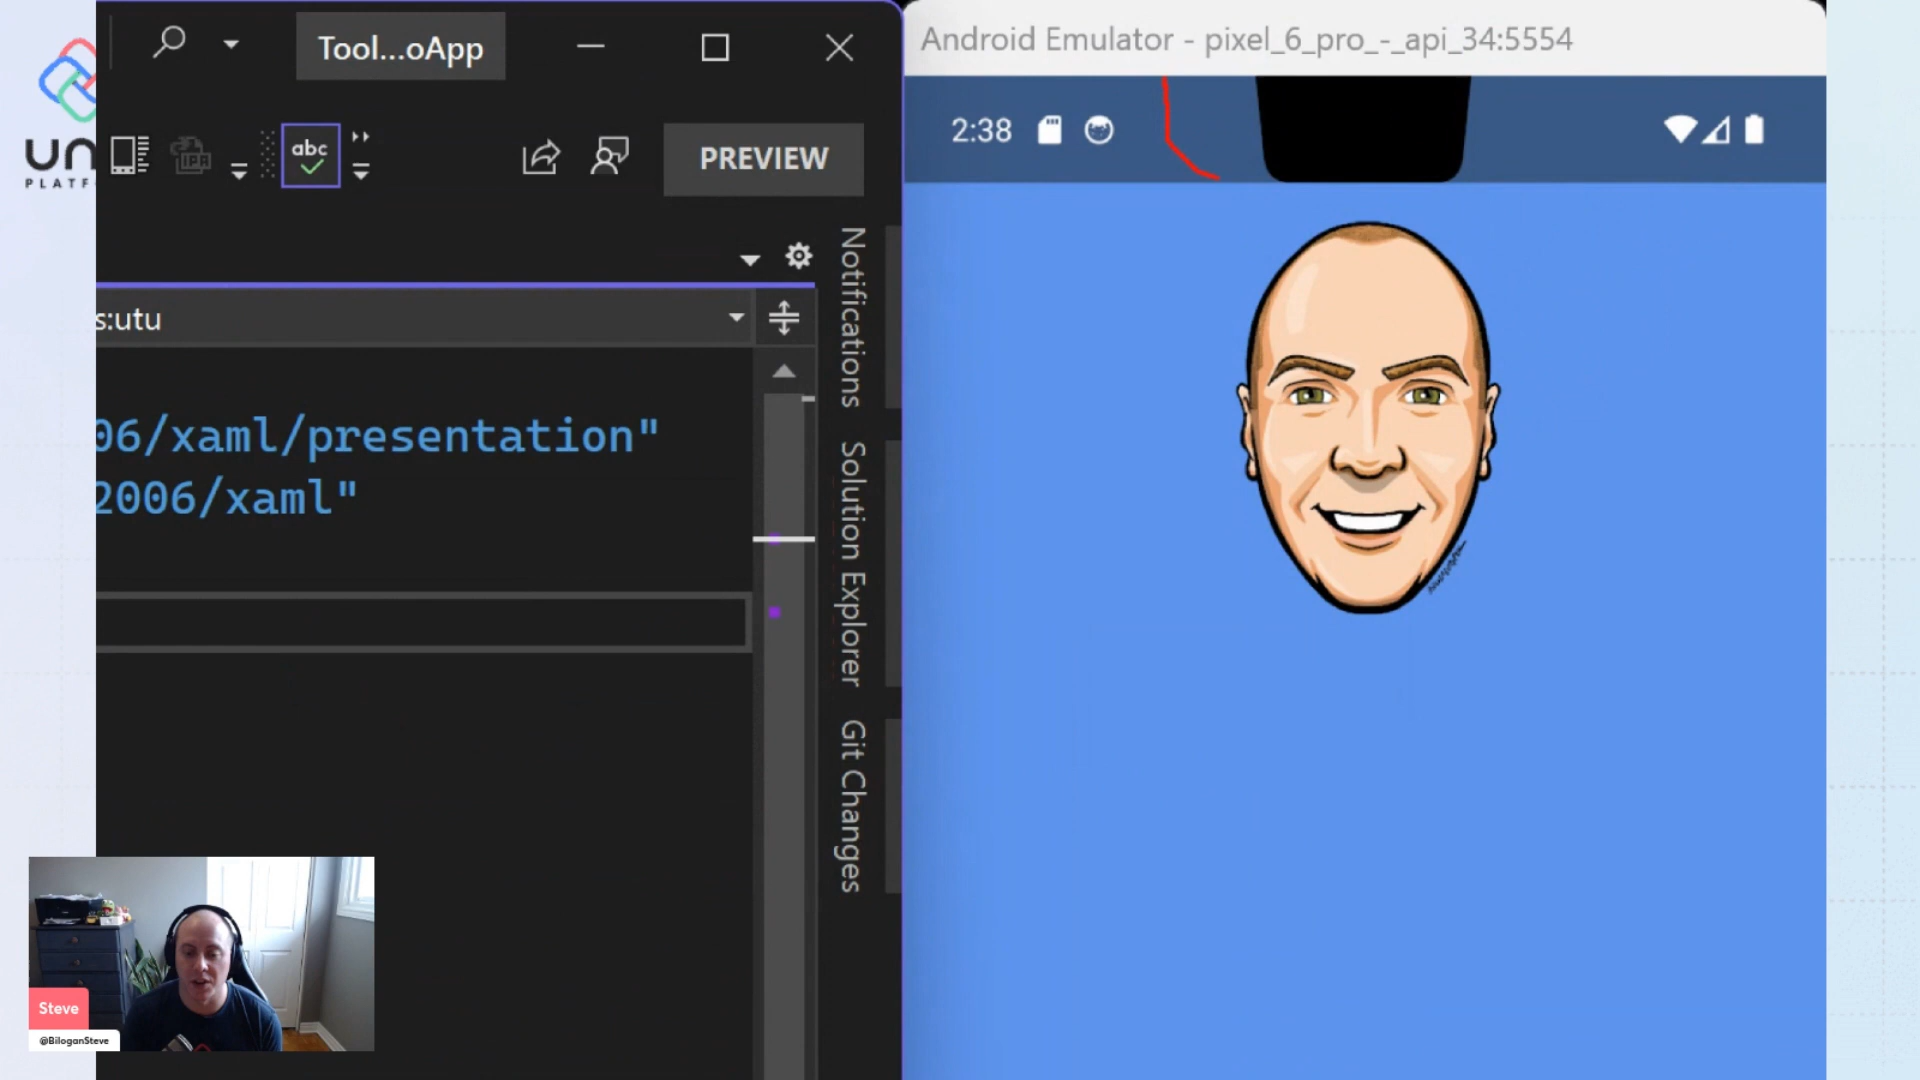 Tool...oApp
Android Emulator - pixel_6_pro_-_api_34:5554
UN
PLATF
IPA
abc
PREVIEW
2:38
Notifications
s:utu
06/xaml/presentation"
2006/xaml"
Solution Explorer
Git Changes
Steve
@BiloganSteve